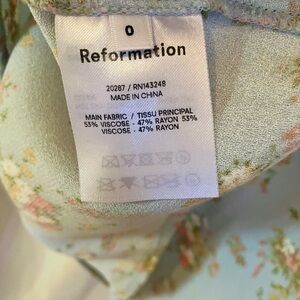 0
Reformation
20287 / RN143248
MADE IN CHINA
MAIN FABRIC / TISSU PRINCIPAL
53% VISCOSE - 47% RAYON 53%
VISCOSE - 47% RAYON